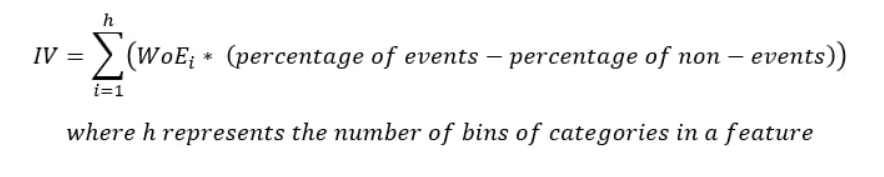 IV = \sum_{i=1}^{h} (WoE_i * (percentage of events − percentage of non − events))
where h represents the number of bins of categories in a feature